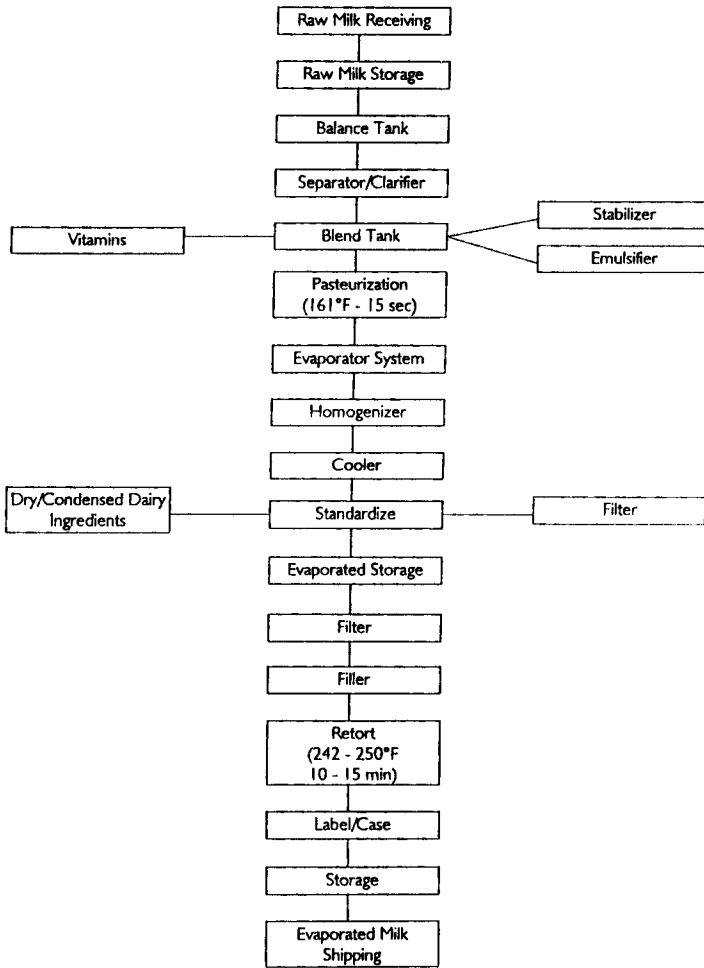 Raw Milk Receiving
Raw Milk Storage
Balance Tank
Separator/Clarifier
Vitamins
Blend Tank
Stabilizer
Emulsifier
Pasteurization
(161°F - 15 sec)
Evaporator System
Homogenizer
Cooler
Dry/Condensed Dairy
Ingredients
Standardize
Filter
Evaporated Storage
Filter
Filler
Retort
(242 - 250°F
10 - 15 min)
Label/Case
Storage
Evaporated Milk
Shipping